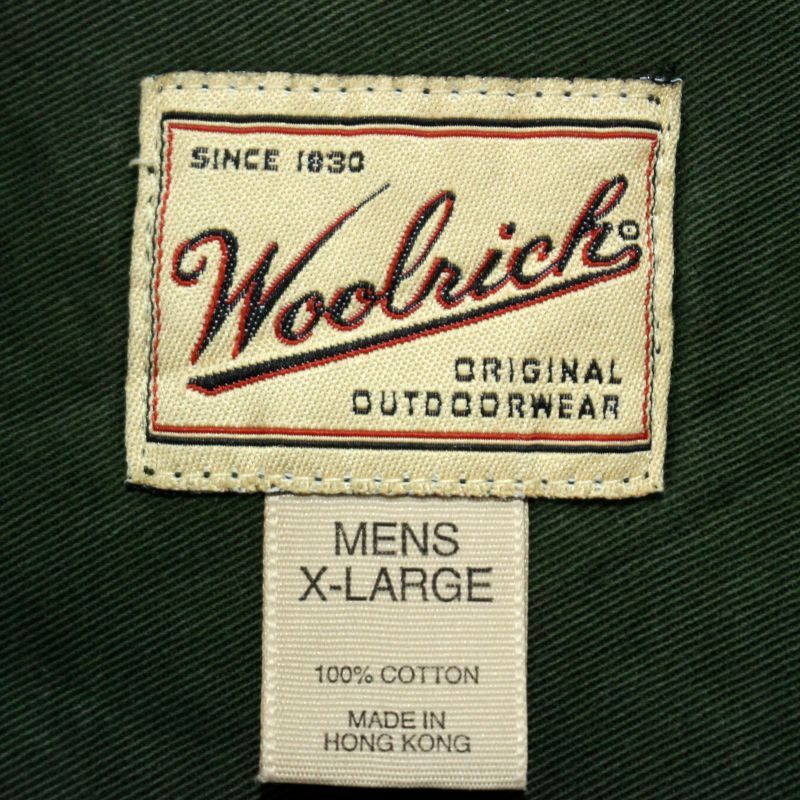 SINCE 1830
Woolrich®
ORIGINAL
OUTDOORWEAR
MENS
X-LARGE
100% COTTON
MADE IN
HONG KONG